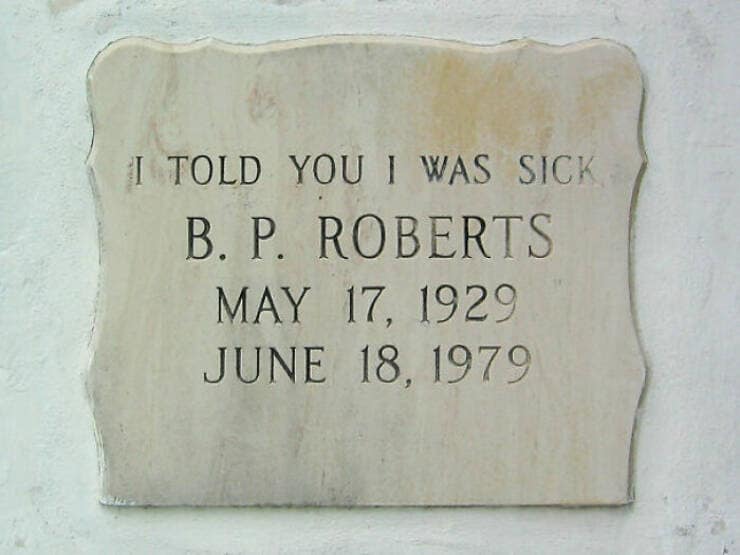 I TOLD YOU I WAS SICK
B. P. ROBERTS
MAY 17, 1929
JUNE 18, 1979